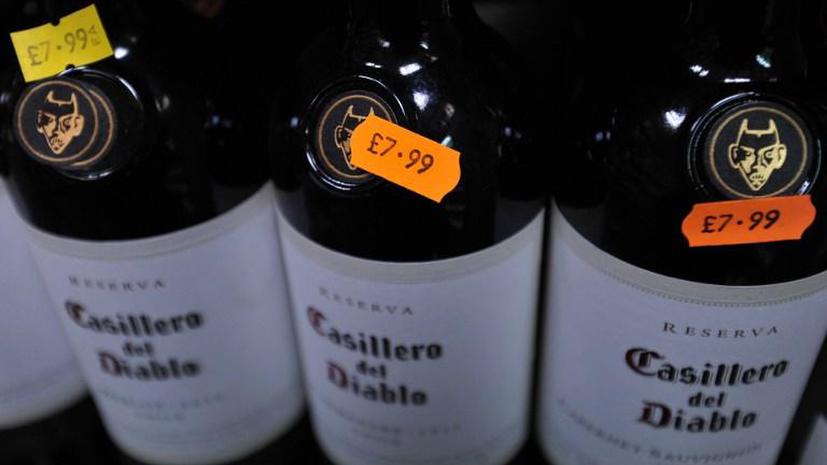 £7.99
RESERVA
Casillero
del
Diablo
£7.99
RESERVA
Casillero
del
Diablo
£7.99
RESERVA
Casillero
del
Diablo
CABERNET SAUVIGNON